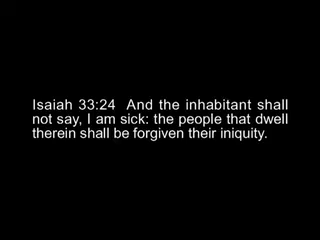 Isaiah 33:24  And the inhabitant shall
not say, I am sick: the people that dwell
therein shall be forgiven their iniquity.